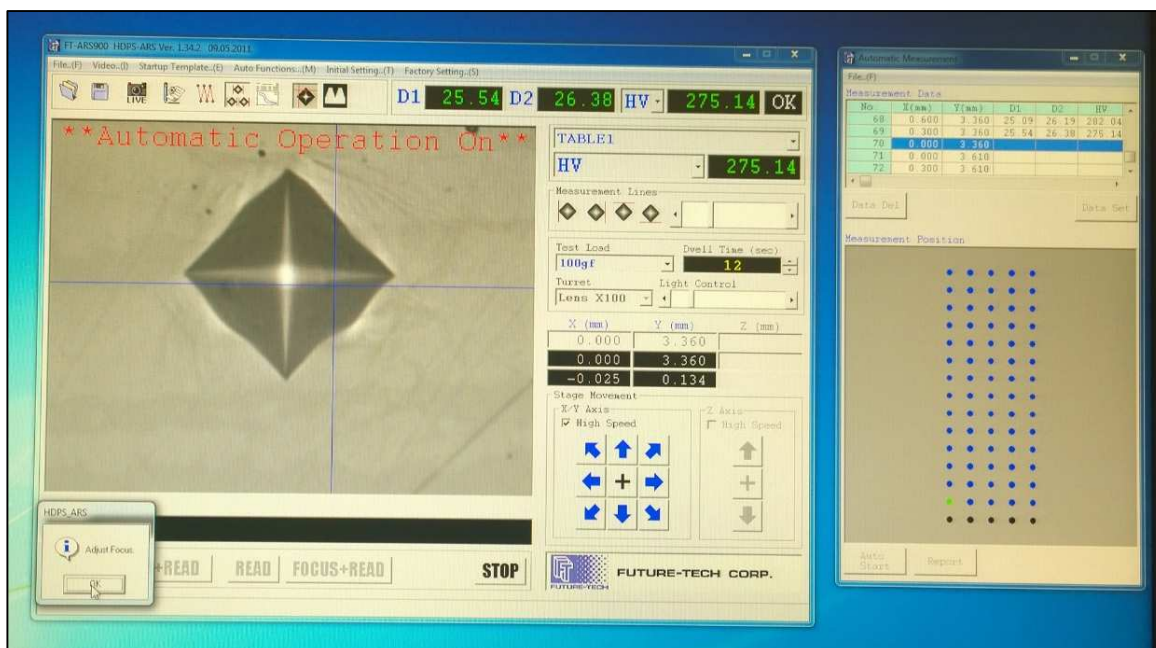 FT-ARS900 HDPS-ARS Ver. 1.34.2 09.05.2011
File..(F) Video..(I) Startup Template..(E) Auto Functions...(M) Initial Setting..(T) Factory Setting..(S)
LIVE
D1 25.54 D2 26.38 HV 275.14 OK
**Automatic Operation On**
TABLE1
HV 275.14
Measurement Lines
Test Load Dwell Time (sec)
100gf 12
Turret Light Control
Lens X100
X (mm) Y (mm) Z (mm)
0.000 3.360
0.000 3.360
-0.025 0.134
Stage Movement
X/Y Axis Z Axis
High Speed High Speed
HDPS_ARS
Adjust Focus.
OK
+READ READ FOCUS+READ STOP
FT FUTURE-TECH CORP.
FUTURE-TECH
Automatic Measurement
File..(F)
Measurement Data
No X(mm) Y(mm) D1 D2 HV
68 0.600 3.360 25.09 26.19 282.04
69 0.300 3.360 25.54 26.38 275.14
70 0.000 3.360
71 0.000 3.610
72 0.300 3.610
Data Del Data Set
Measurement Position
Auto Start Report